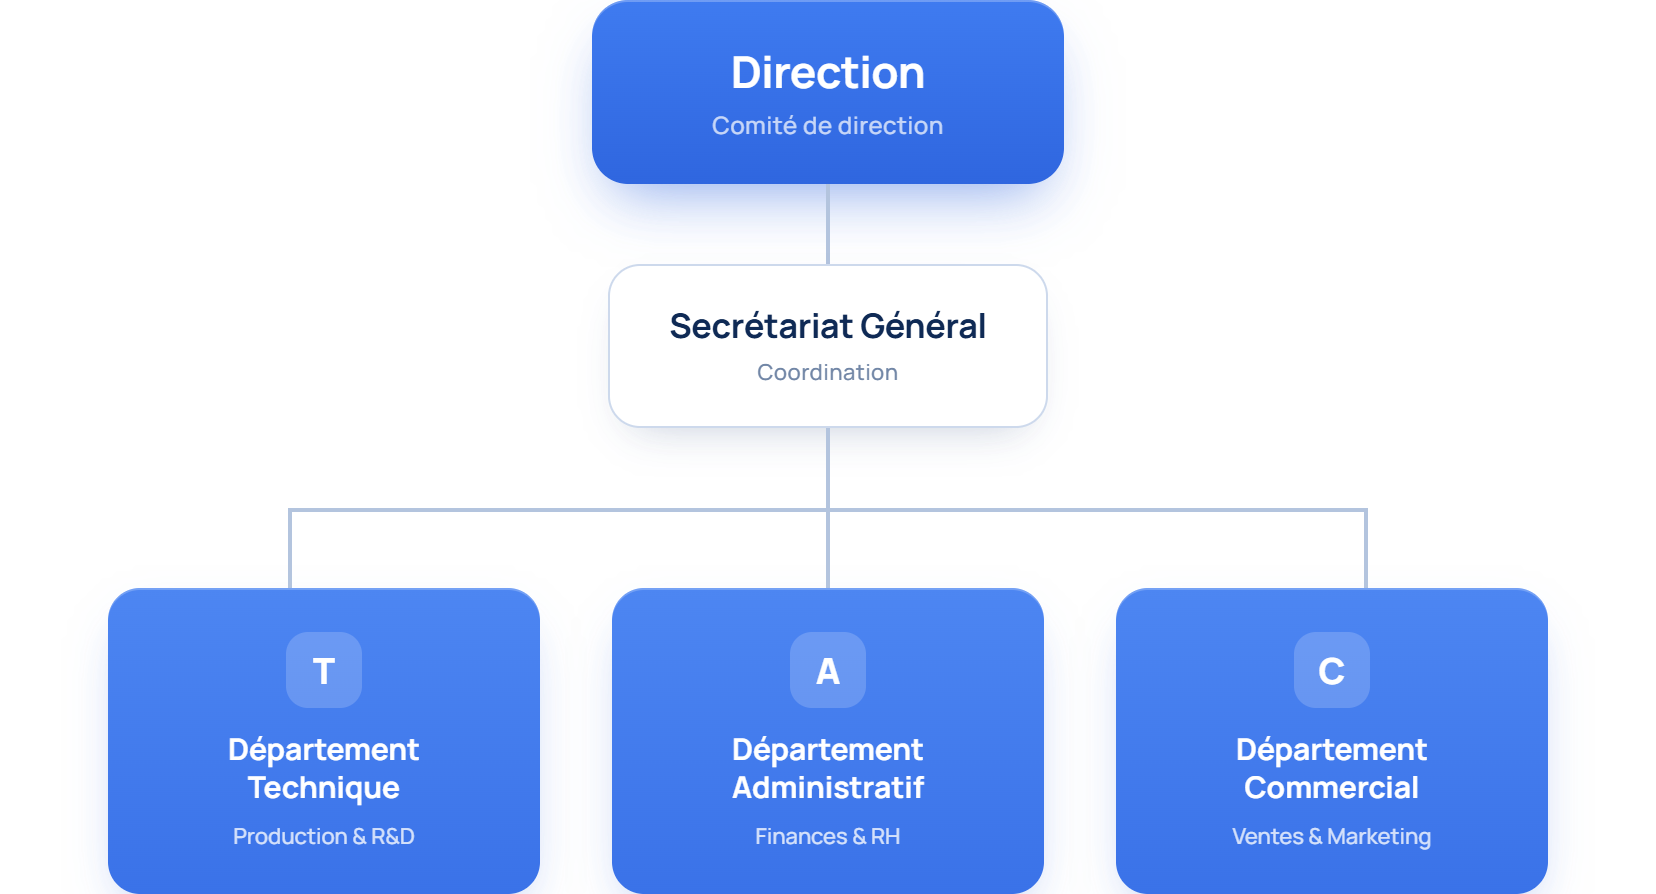 Direction
Comité de direction
Secrétariat Général
Coordination
T
Département
Technique
Production & R&D
A
Département
Administratif
Finances & RH
C
Département
Commercial
Ventes & Marketing